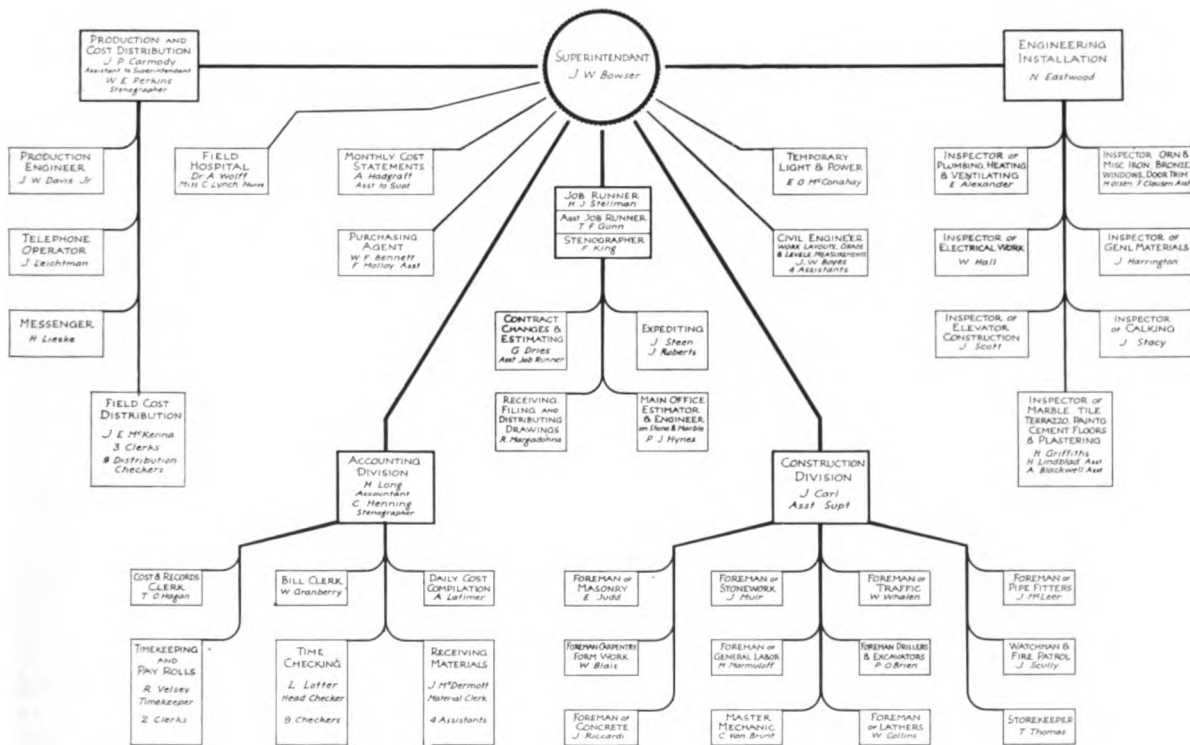 PRODUCTION AND
COST DISTRIBUTION
J P Carmody
Assistant to Superintendant
W E Perkins
Stenographer
SUPERINTENDANT
J W Bowser
ENGINEERING
INSTALLATION
N Eastwood
PRODUCTION
ENGINEER
J W Davis Jr
FIELD
HOSPITAL
Dr A Wolff
Miss C Lynch Nurse
MONTHLY COST
STATEMENTS
A Hadgraff
Asst to Supt
TEMPORARY
LIGHT & POWER
E O McConahay
INSPECTOR OF
PLUMBING, HEATING
& VENTILATING
E Alexander
INSPECTOR ORN &
MISC IRON, BRONZE
WINDOWS, DOOR TRIM
H Olsen F Clausen Asst
JOB RUNNER
H J Stellman
ASST JOB RUNNER
T F Gunn
STENOGRAPHER
F King
TELEPHONE
OPERATOR
J Leichtman
PURCHASING
AGENT
W F Bennett
F Molloy Asst
CIVIL ENGINEER
WORK LAYOUTS, GRADE
& LEVELS, MEASUREMENTS
J. W Boyes
4 Assistants
INSPECTOR OF
ELECTRICAL WORK
W Hall
INSPECTOR OF
GENL MATERIALS
J Harrington
MESSENGER
H Lieske
CONTRACT
CHANGES &
ESTIMATING
G Dries
Asst Job Runner
EXPEDITING
J Steen
J Roberts
INSPECTOR OF
ELEVATOR
CONSTRUCTION
J Scott
INSPECTOR
OF CALKING
J Stacy
FIELD COST
DISTRIBUTION
J E McKenna
3 Clerks
9 Distribution
Checkers
RECEIVING
FILING AND
DISTRIBUTING
DRAWINGS
R Margadonna
MAIN OFFICE
ESTIMATOR
& ENGINEER
on Stone & Marble
P J Hynes
INSPECTOR OF
MARBLE TILE
TERRAZZO, PAINTG
CEMENT FLOORS
& PLASTERING
H Griffiths
H Lindblad Asst
A Blackwell Asst
ACCOUNTING
DIVISION
H Long
Accountant
C Henning
Stenographer
CONSTRUCTION
DIVISION
J Carl
Asst Supt
COST & RECORDS
CLERK
T O'Hagan
BILL CLERK
W Granberry
DAILY COST
COMPILATION
A Latimer
FOREMAN OF
MASONRY
E Judd
FOREMAN OF
STONEWORK
J Muir
FOREMAN OF
TRAFFIC
W Whalen
FOREMAN OF
PIPE FITTERS
J McLeer
TIMEKEEPING
AND
PAY ROLLS
R Velsey
Timekeeper
2 Clerks
TIME
CHECKING
L Lotter
Head Checker
8 Checkers
RECEIVING
MATERIALS
J McDermott
Material Clerk
4 Assistants
FOREMAN CARPENTRY
FORM WORK
W Blais
FOREMAN OF
GENERAL LABOR
M Marmuloff
FOREMAN DRILLERS
& EXCAVATORS
P O'Brien
WATCHMAN &
FIRE PATROL
J Scully
FOREMAN OF
CONCRETE
J Riccardi
MASTER
MECHANIC
C Van Brunt
FOREMAN
OF LATHERS
W Collins
STOREKEEPER
T Thomas